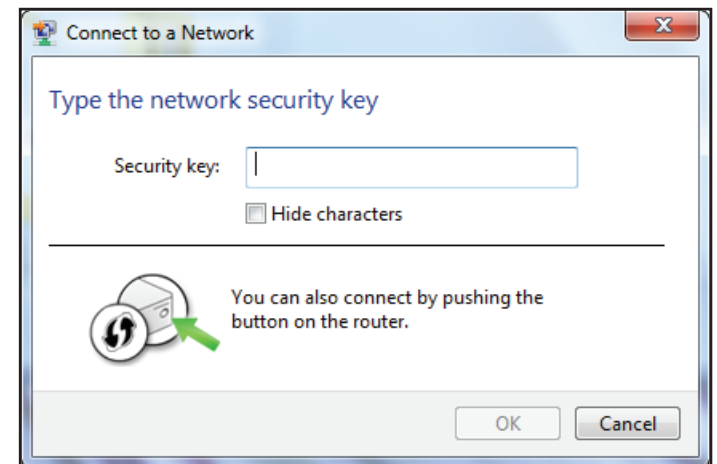 Connect to a Network
Type the network security key
Security key:
Hide characters
You can also connect by pushing the
button on the router.
OK
Cancel